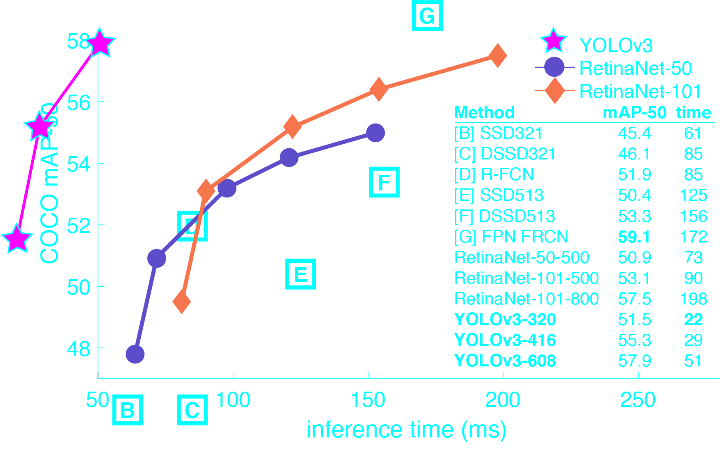 G
YOLOv3
RetinaNet-50
RetinaNet-101
Method mAP-50 time
[B] SSD321 45.4 61
[C] DSSD321 46.1 85
[D] R-FCN 51.9 85
[E] SSD513 50.4 125
[F] DSSD513 53.3 156
[G] FPN FRCN 59.1 172
RetinaNet-50-500 50.9 73
RetinaNet-101-500 53.1 90
RetinaNet-101-800 57.5 198
YOLOv3-320 51.5 22
YOLOv3-416 55.3 29
YOLOv3-608 57.9 51
58
56
54
52
50
48
COCO mAP-50
F
D
E
B
C
50 100 150 200 250
inference time (ms)